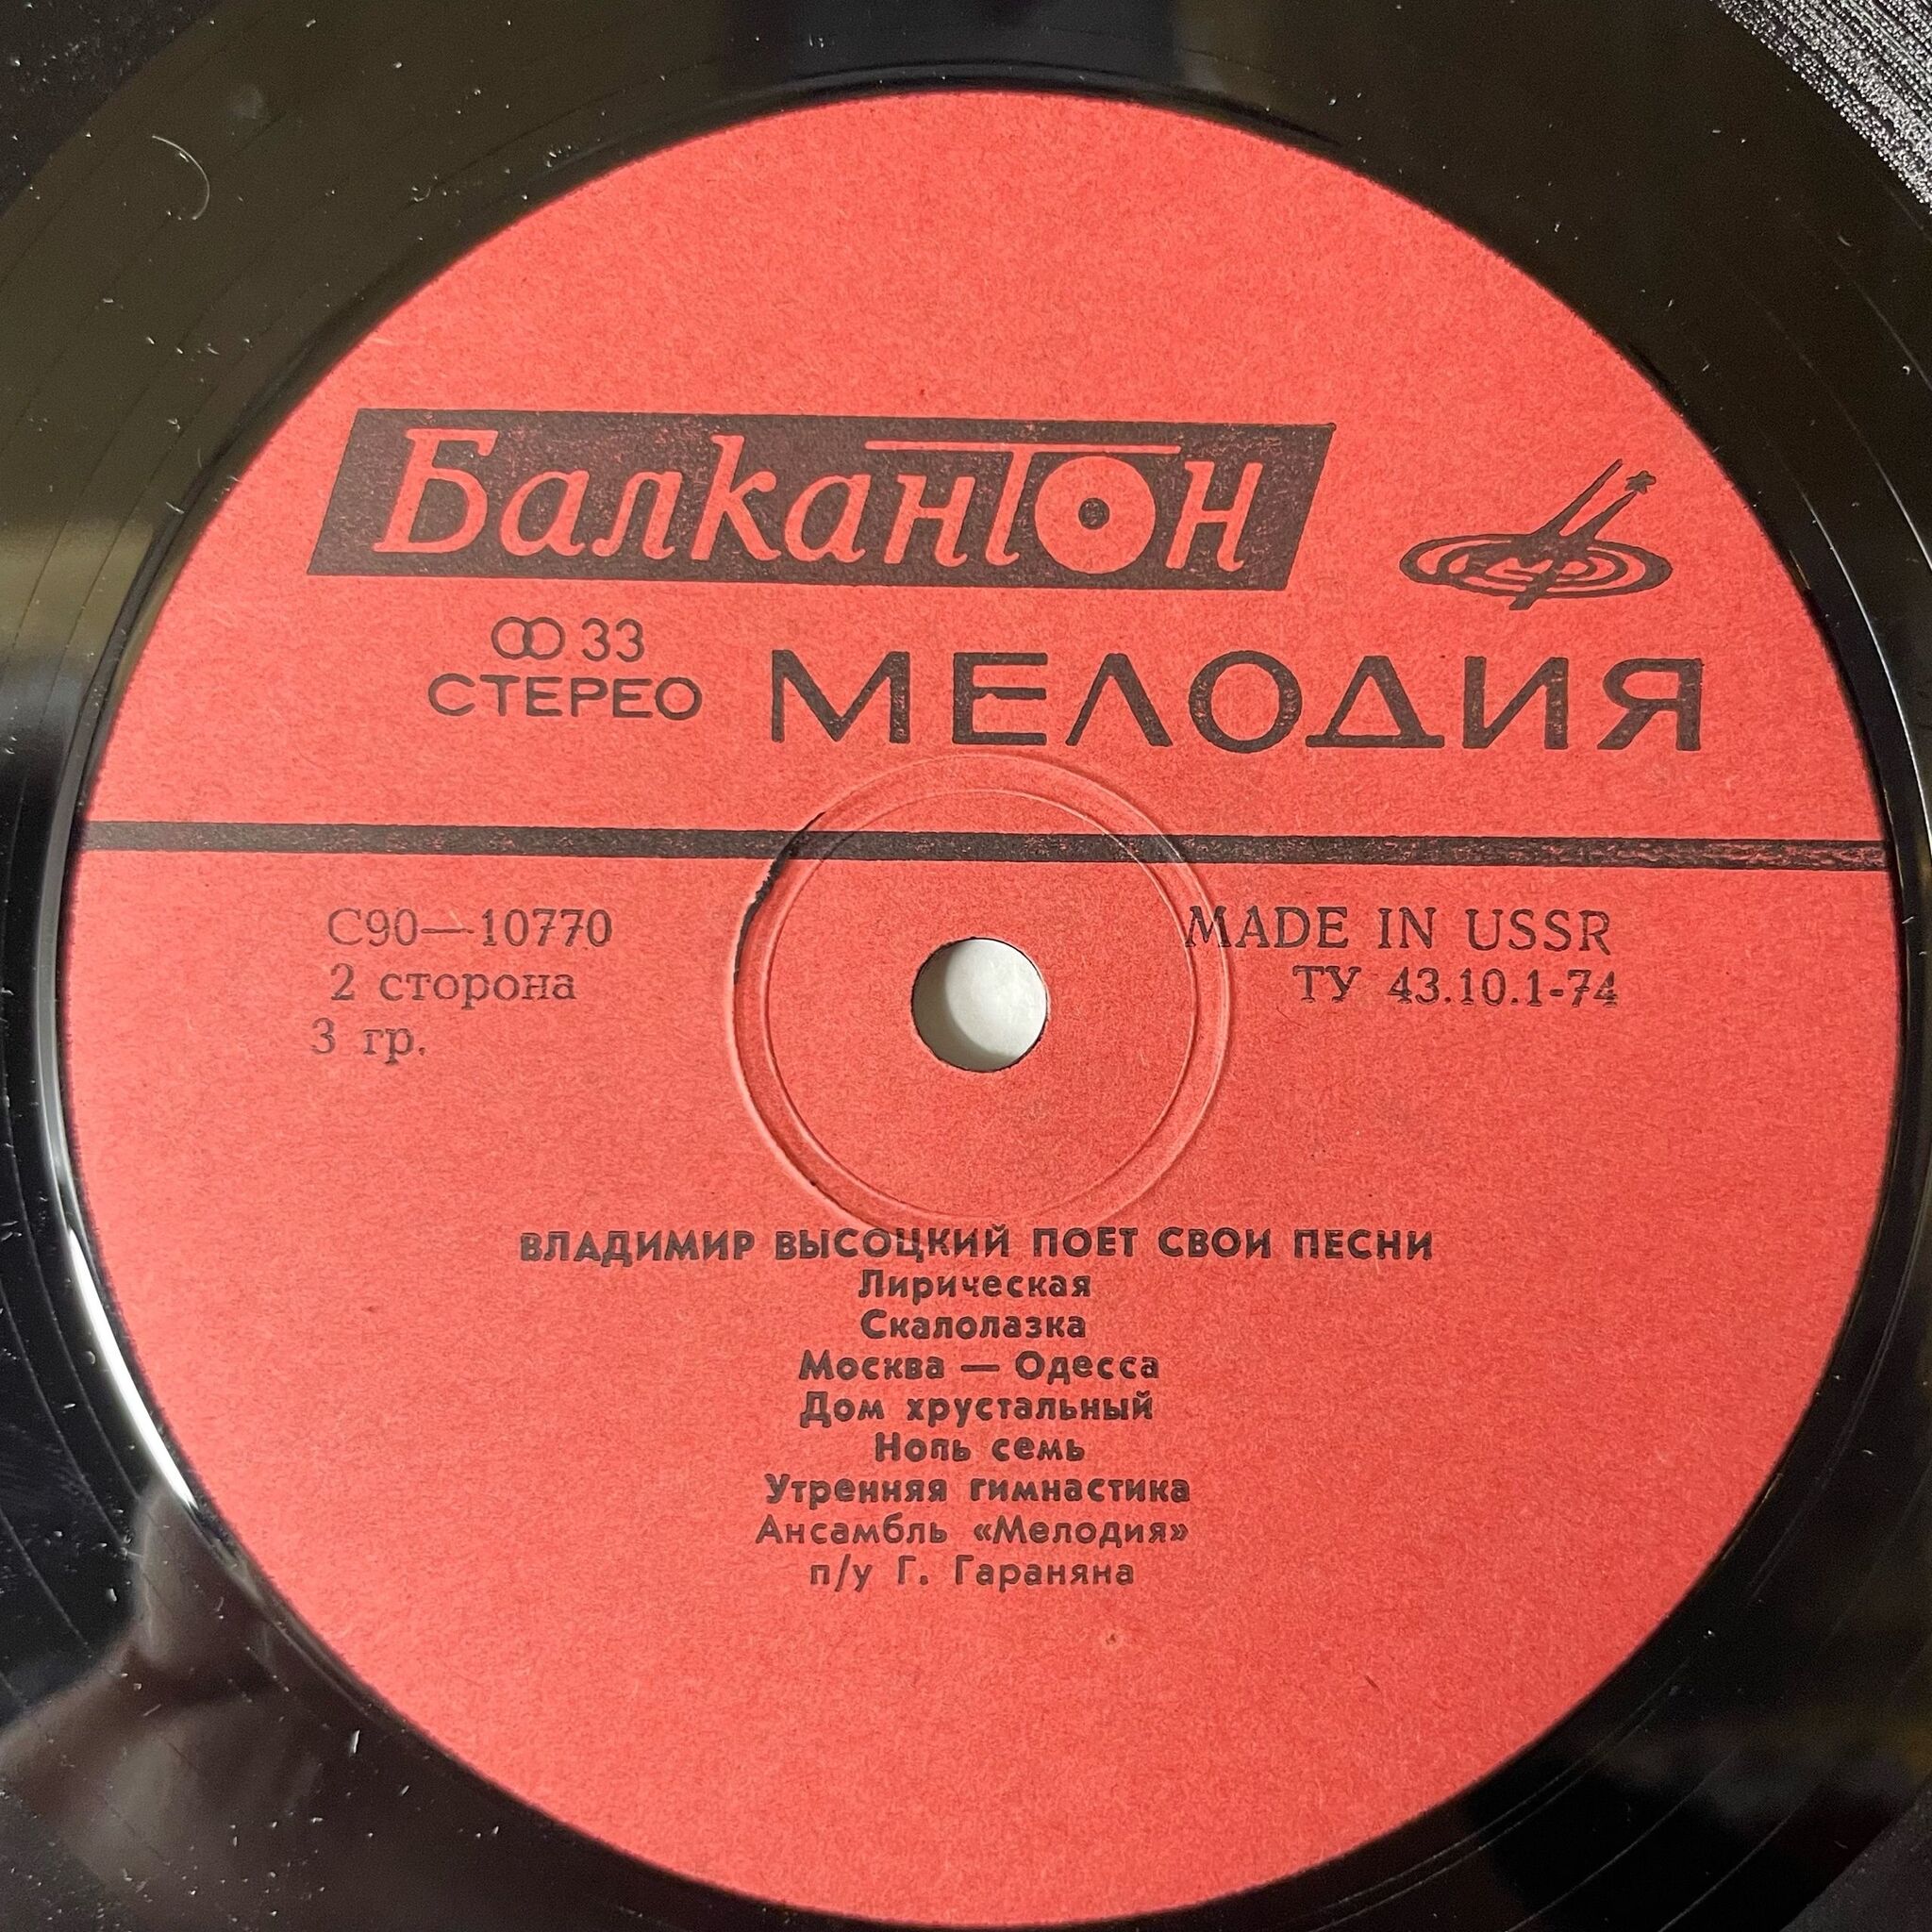 Балкантон
33
СТЕРЕО
МЕЛОДИЯ
С90—10770
2 сторона
3 гр.
MADE IN USSR
ТУ 43.10.1-74
ВЛАДИМИР ВЫСОЦКИЙ ПОЕТ СВОИ ПЕСНИ
Лирическая
Скалолазка
Москва — Одесса
Дом хрустальный
Ноль семь
Утренняя гимнастика
Ансамбль «Мелодия»
п/у Г. Гараняна